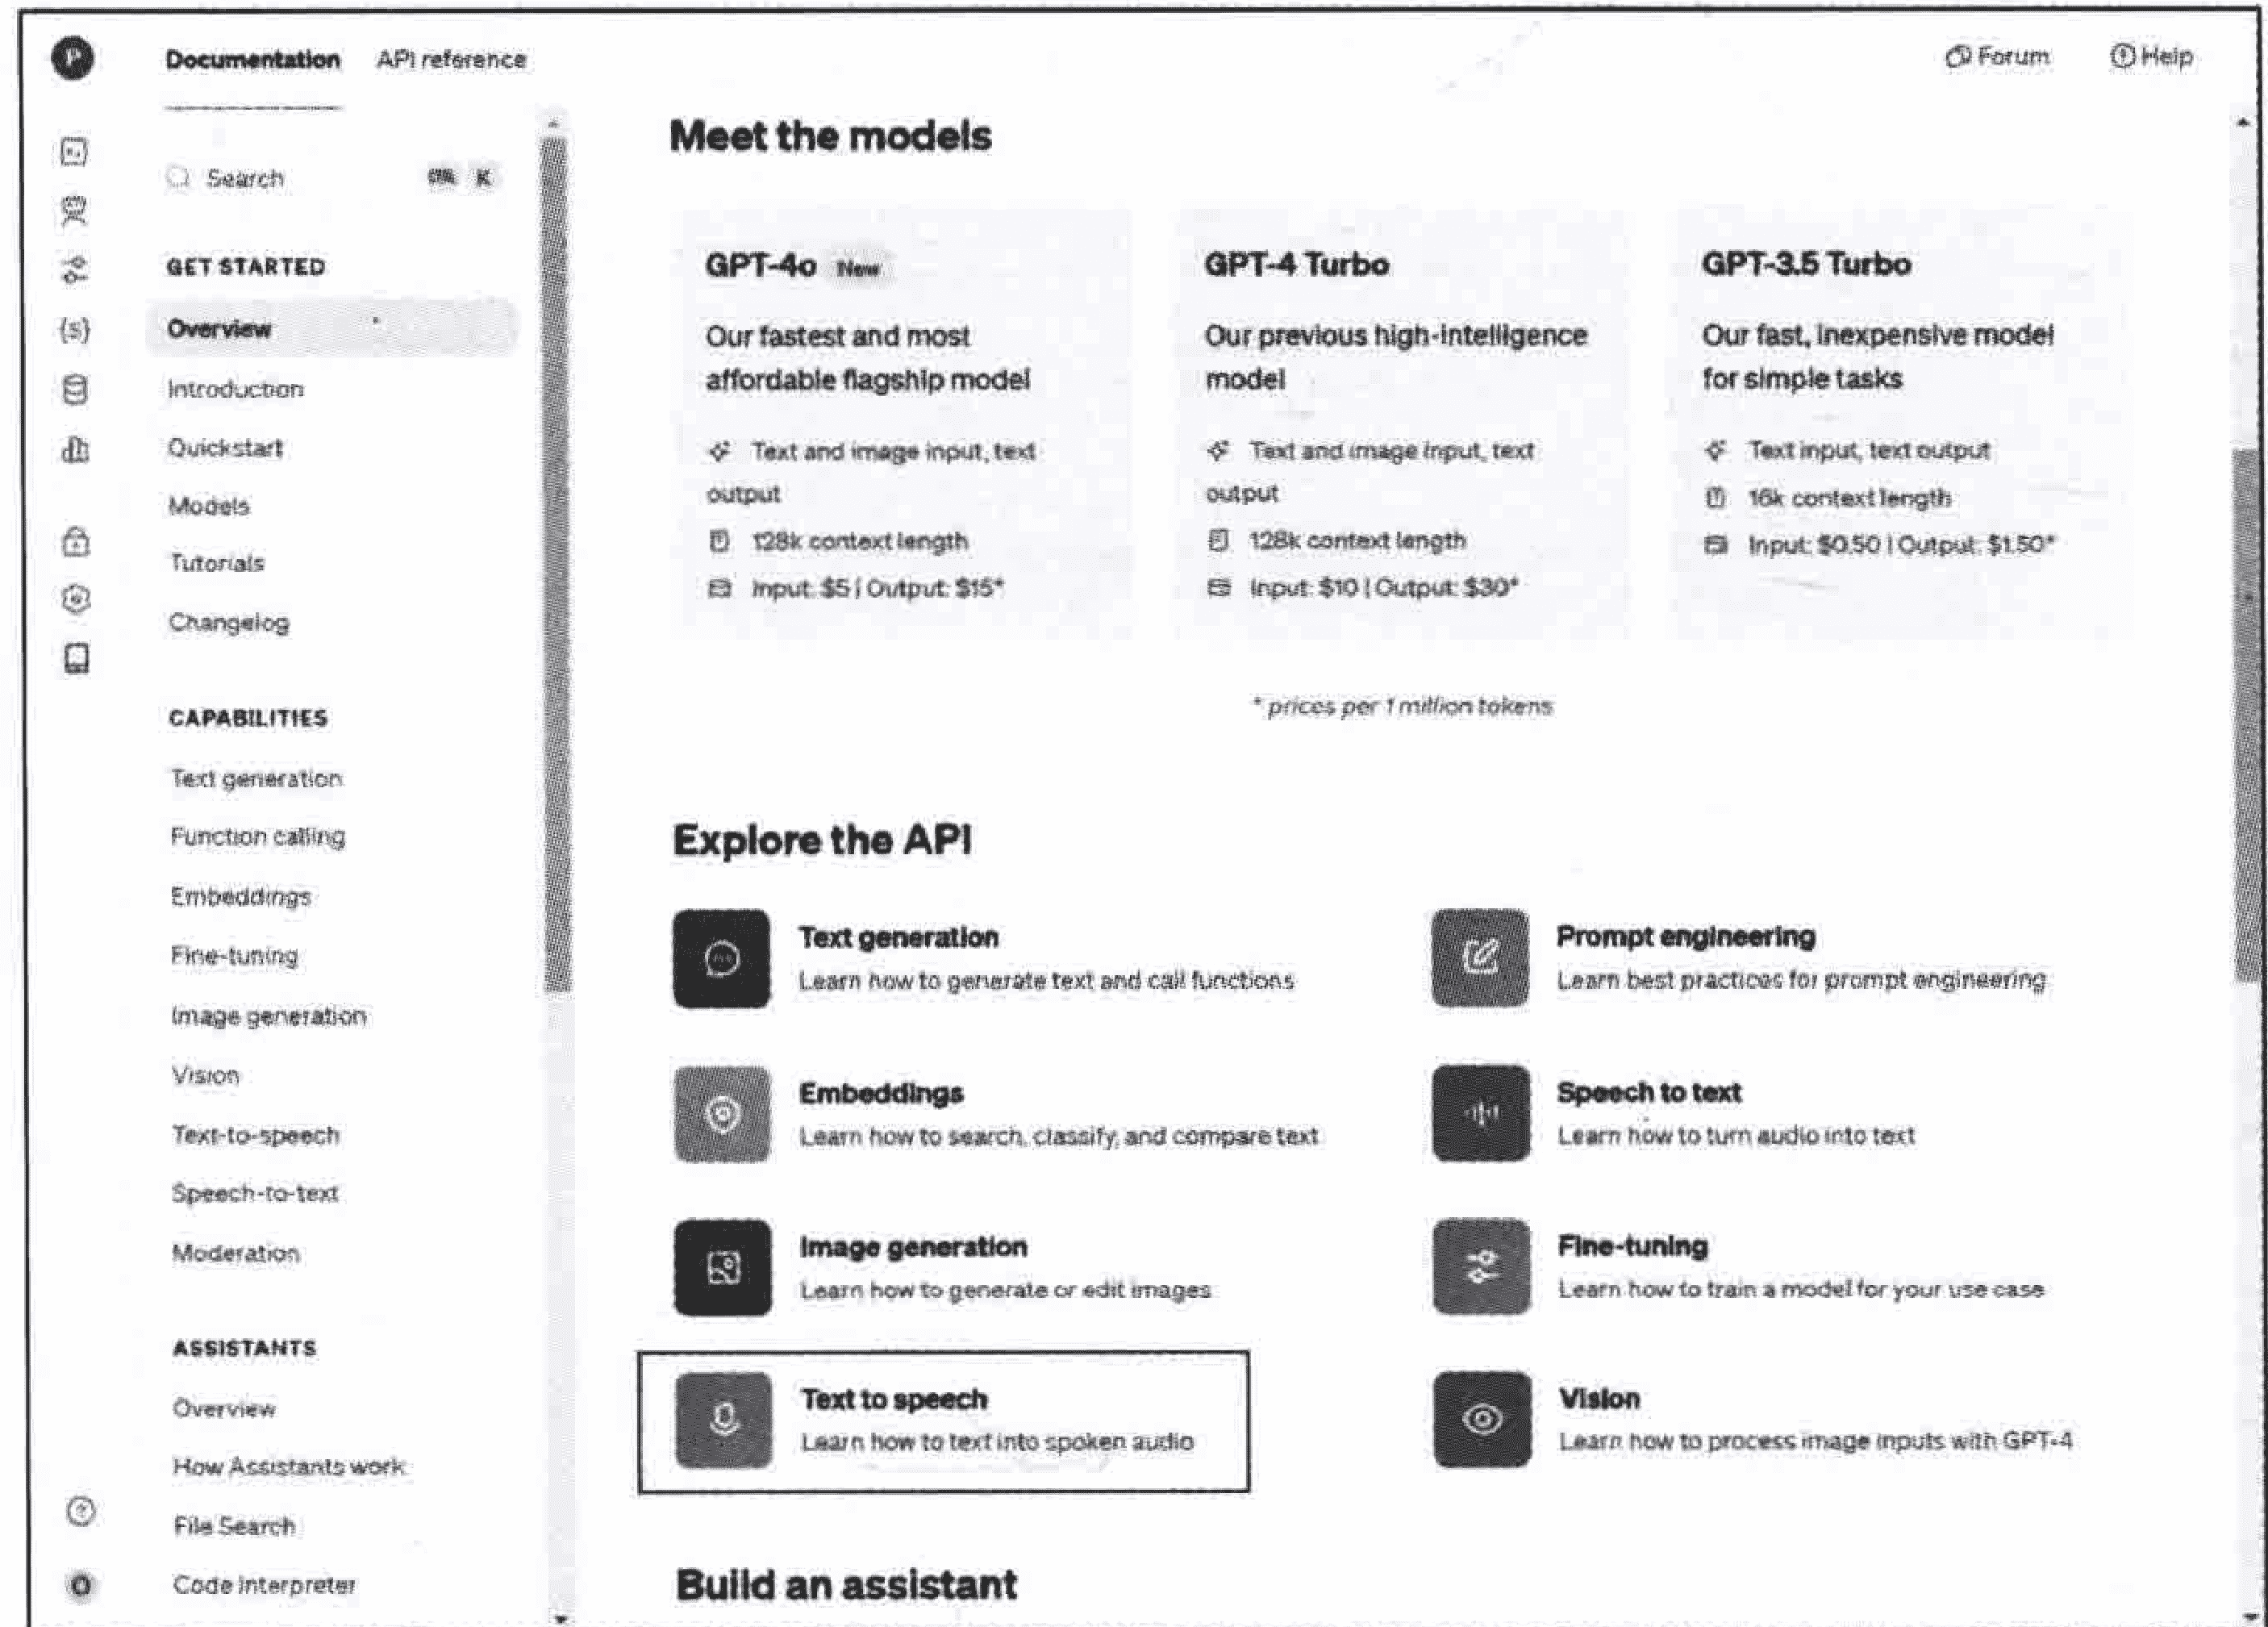 Documentation
API reference
Forum
Help
Search
CTRL K
GET STARTED
Overview
Introduction
Quickstart
Models
Tutorials
Changelog
CAPABILITIES
Text generation
Function calling
Embeddings
Fine-tuning
Image generation
Vision
Text-to-speech
Speech-to-text
Moderation
ASSISTANTS
Overview
How Assistants work
File Search
Code Interpreter
Meet the models
GPT-4o New
Our fastest and most
affordable flagship model
Text and image input, text
output
128k context length
Input: $5 | Output: $15*
GPT-4 Turbo
Our previous high-intelligence
model
Text and image input, text
output
128k context length
Input: $10 | Output: $30*
GPT-3.5 Turbo
Our fast, inexpensive model
for simple tasks
Text input, text output
16k context length
Input: $0.50 | Output: $1.50*
* prices per 1 million tokens
Explore the API
Text generation
Learn how to generate text and call functions
Prompt engineering
Learn best practices for prompt engineering
Embeddings
Learn how to search, classify, and compare text
Speech to text
Learn how to turn audio into text
Image generation
Learn how to generate or edit images
Fine-tuning
Learn how to train a model for your use case
Text to speech
Learn how to text into spoken audio
Vision
Learn how to process image inputs with GPT-4
Build an assistant